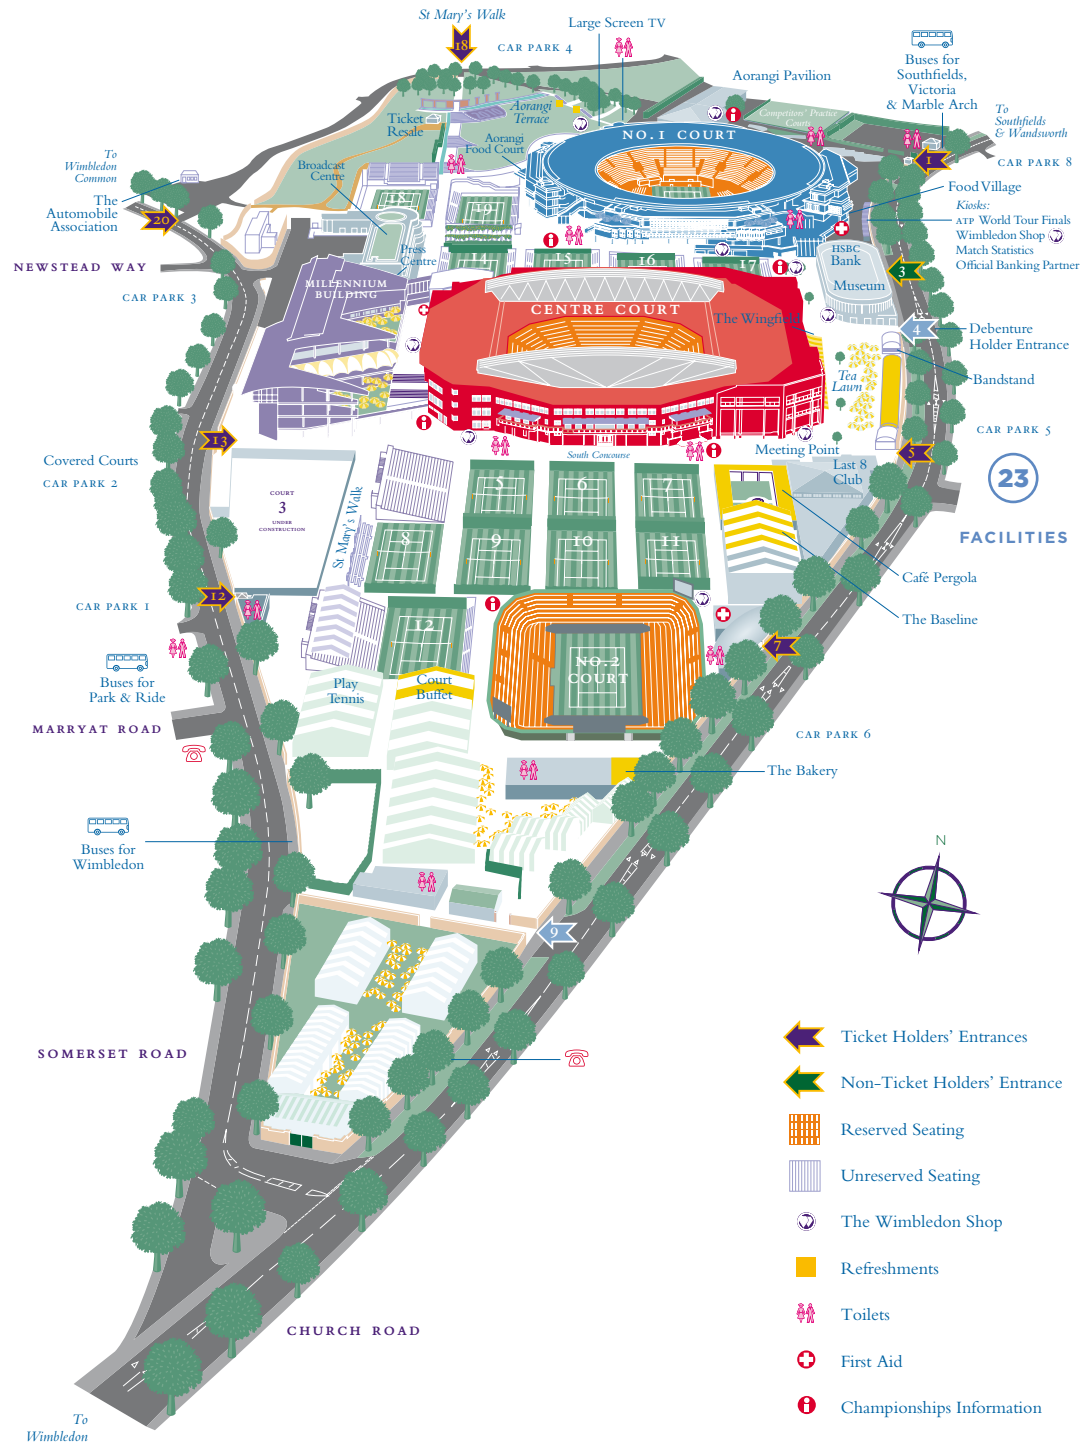 St Mary's Walk
18
CAR PARK 4
Large Screen TV
Aorangi Pavilion
Buses for
Southfields,
Victoria
& Marble Arch
To
Southfields
& Wandsworth
CAR PARK 8
1
Competitors' Practice
Courts
Aorangi
Terrace
Ticket
Resale
Aorangi
Food Court
NO.1 COURT
Broadcast
Centre
To
Wimbledon
Common
The
Automobile
Association
20
NEWSTEAD WAY
CAR PARK 3
Food Village
Kiosks:
ATP World Tour Finals
Wimbledon Shop
Match Statistics
Official Banking Partner
18
19
14
15
16
17
Press
Centre
HSBC
Bank
Museum
3
MILLENNIUM
BUILDING
CENTRE COURT
The Wingfield
4
Debenture
Holder Entrance
Bandstand
Tea
Lawn
CAR PARK 5
5
13
Covered Courts
CAR PARK 2
South Concourse
Meeting Point
Last 8
Club
23
FACILITIES
COURT
3
UNDER
CONSTRUCTION
St Mary's Walk
5
6
7
8
9
10
11
Café Pergola
The Baseline
12
CAR PARK 1
12
7
Buses for
Park & Ride
NO.2
COURT
Play
Tennis
Court
Buffet
MARRYAT ROAD
CAR PARK 6
The Bakery
Buses for
Wimbledon
N
9
SOMERSET ROAD
CHURCH ROAD
To
Wimbledon
Ticket Holders' Entrances
Non-Ticket Holders' Entrance
Reserved Seating
Unreserved Seating
The Wimbledon Shop
Refreshments
Toilets
First Aid
Championships Information